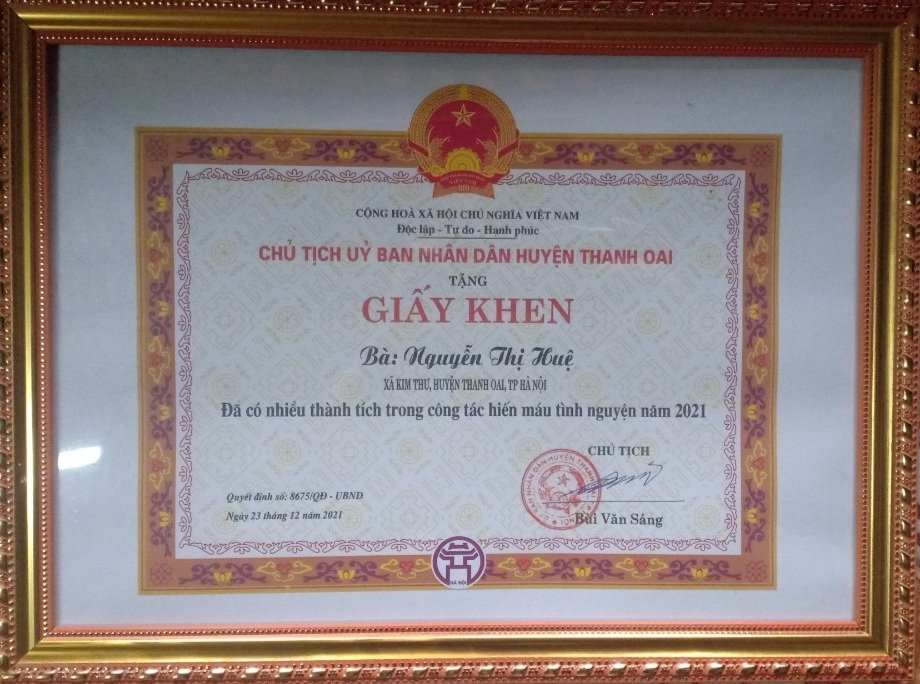 CỘNG HOÀ XÃ HỘI CHỦ NGHĨA VIỆT NAM
Độc lập - Tự do - Hạnh phúc
CHỦ TỊCH UỶ BAN NHÂN DÂN HUYỆN THANH OAI
TẶNG
GIẤY KHEN
Bà: Nguyễn Thị Huệ
XÃ KIM THƯ, HUYỆN THANH OAI, TP HÀ NỘI
Đã có nhiều thành tích trong công tác hiến máu tình nguyện năm 2021
CHỦ TỊCH
Quyết định số: 8675/QĐ - UBND
Ngày 23 tháng 12 năm 2021
Bùi Văn Sáng
HÀ NỘI